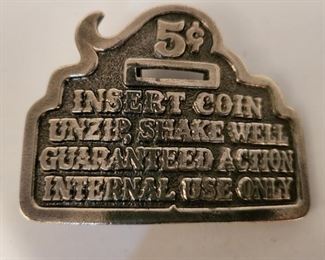 5¢
INSERT COIN
UNZIP, SHAKE WELL
GUARANTEED ACTION
INTERNAL USE ONLY